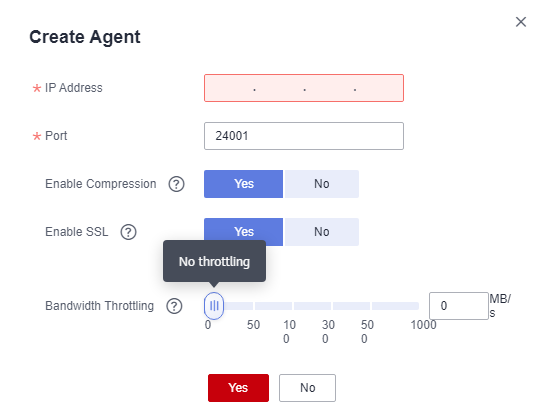 Create Agent
* IP Address . . .
* Port 24001
Enable Compression ? Yes No
Enable SSL ? Yes No
No throttling
Bandwidth Throttling ? 0 MB/s
0 50 100 300 500 1000
Yes No